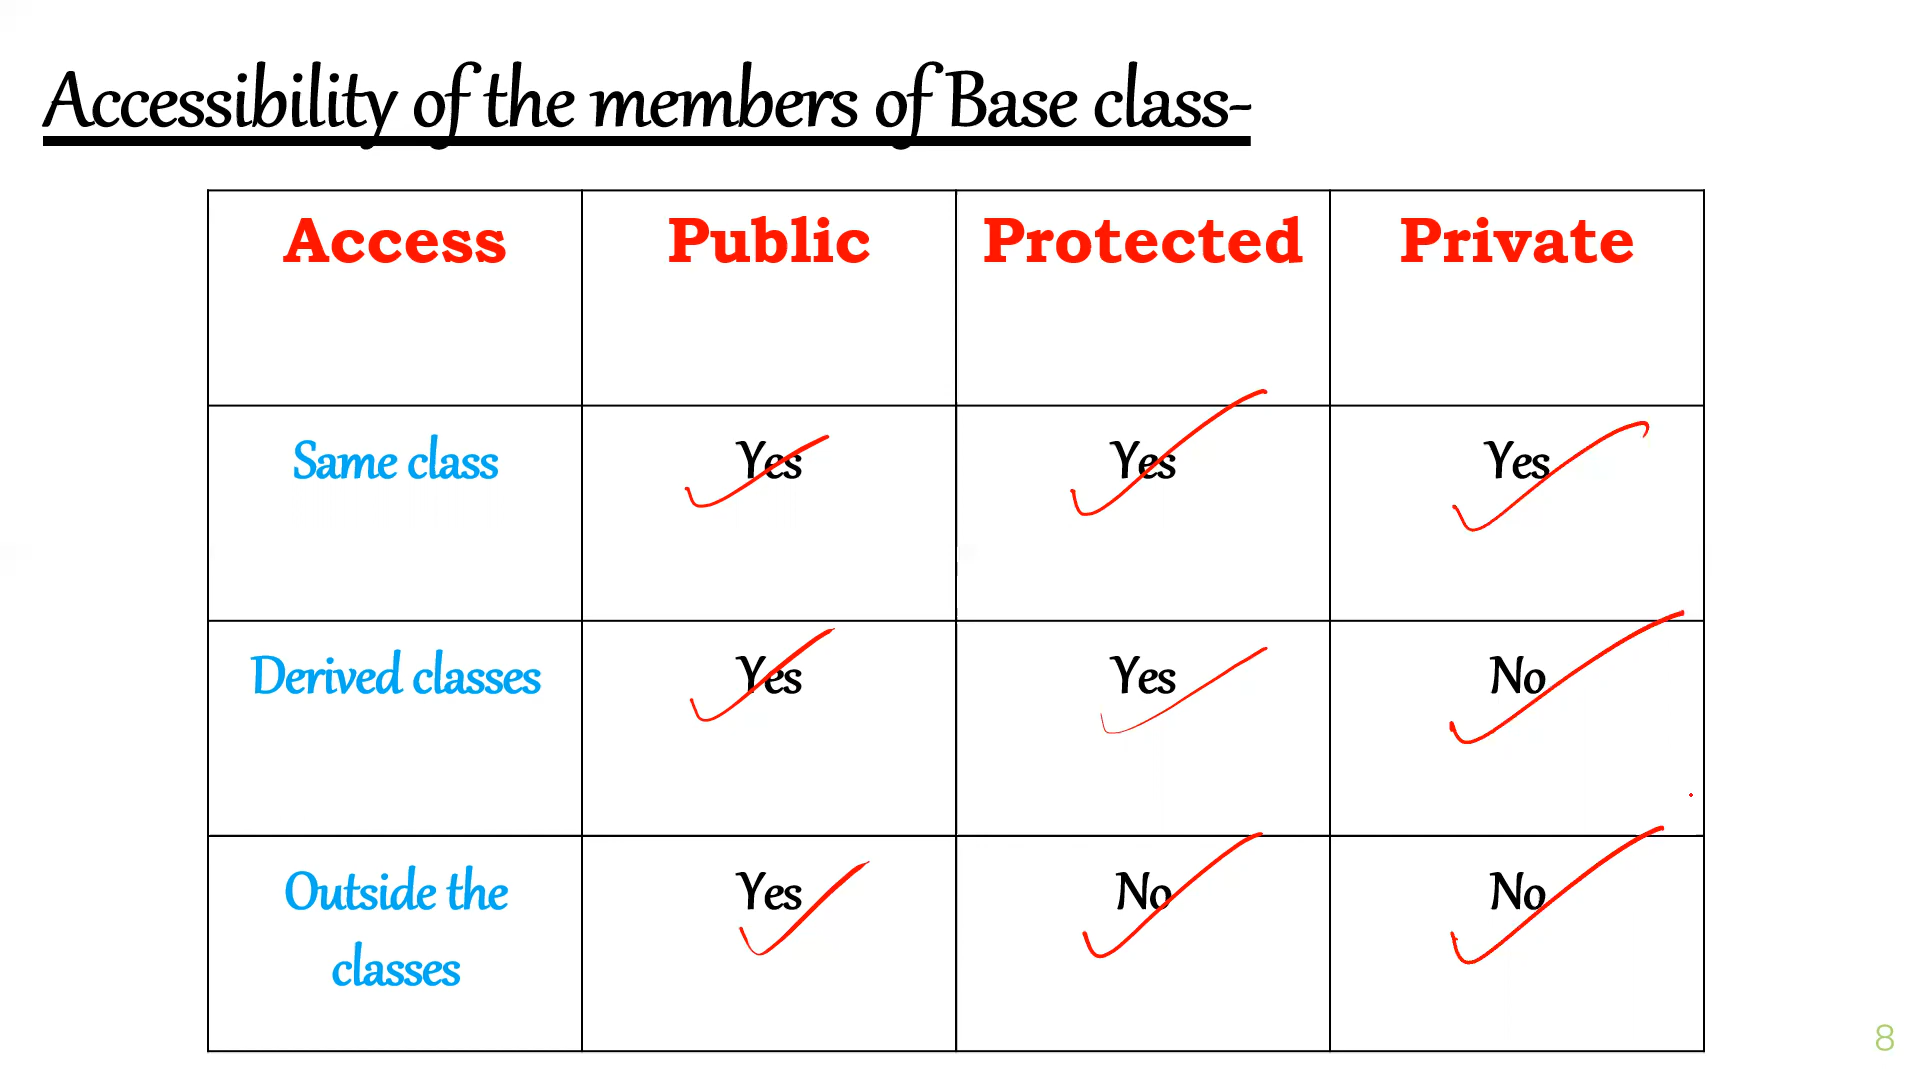 Accessibility of the members of Base class-
Access Public Protected Private
Same class Yes Yes Yes
Derived classes Yes Yes No
Outside the Yes No No
classes
8